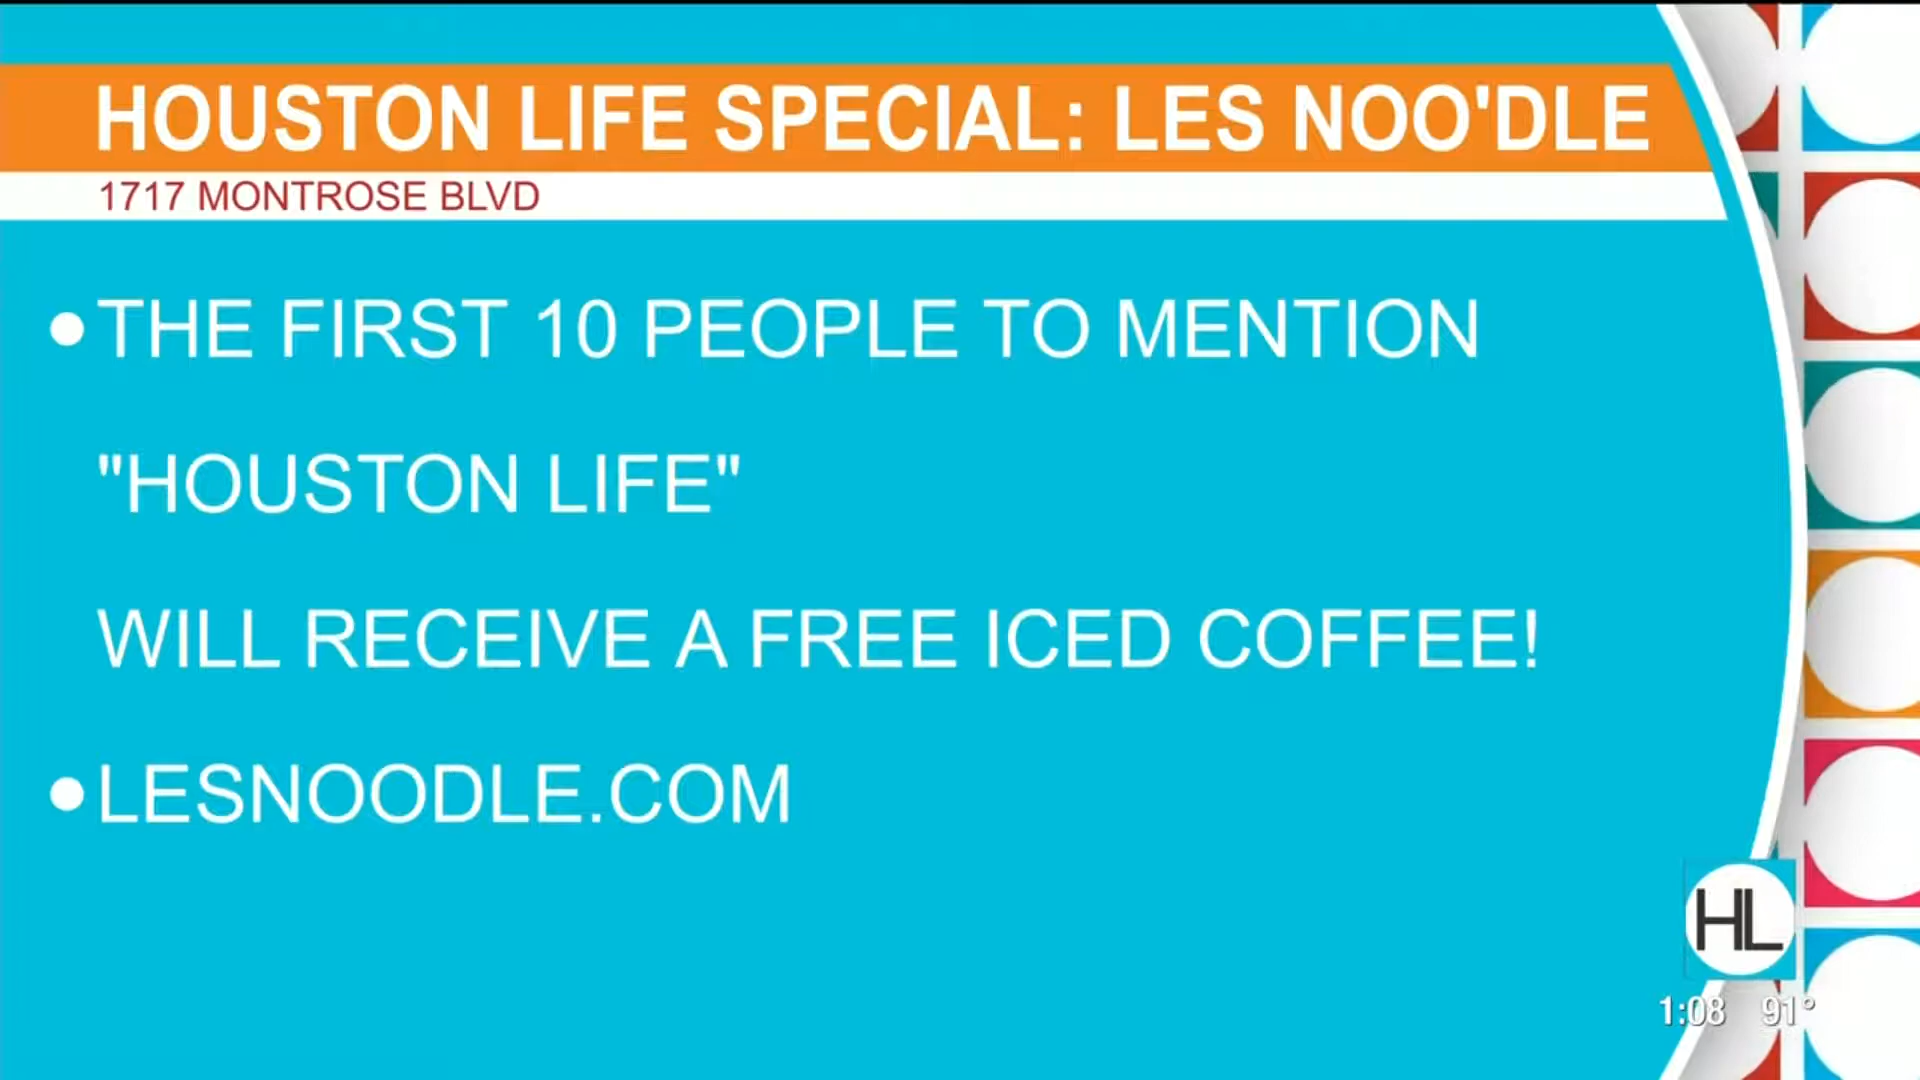 HOUSTON LIFE SPECIAL: LES NOO'DLE
1717 MONTROSE BLVD
•THE FIRST 10 PEOPLE TO MENTION
"HOUSTON LIFE"
WILL RECEIVE A FREE ICED COFFEE!
•LESNOODLE.COM
HL
1:08 91°